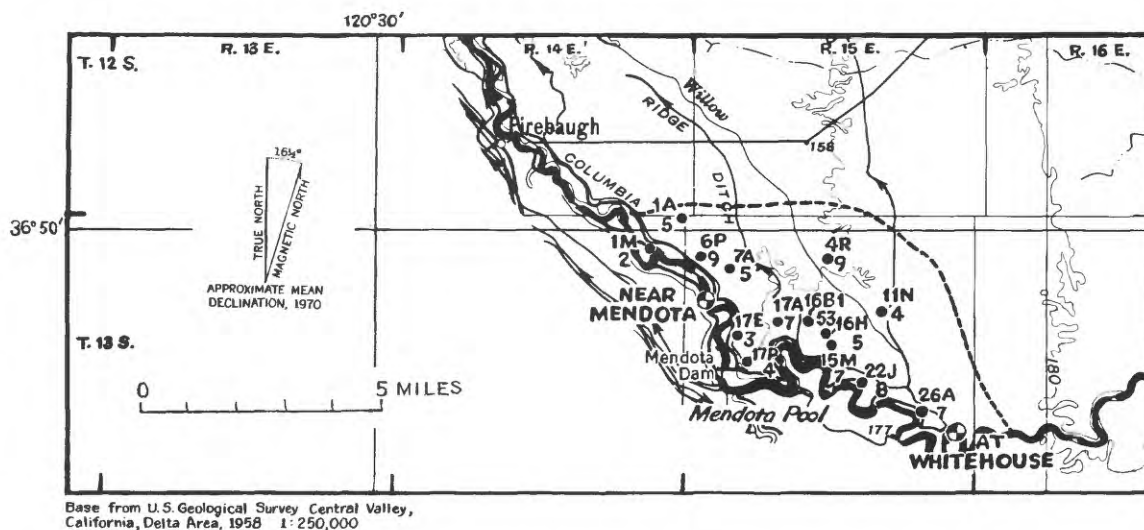 120°30'
R. 13 E.
R. 14 E.
R. 15 E.
R. 16 E.
T. 12 S.
Willow
RIDGE
DITCH
Firebaugh
158
COLUMBIA
16½°
TRUE NORTH
MAGNETIC NORTH
APPROXIMATE MEAN
DECLINATION, 1970
36°50'
1A
5
1M
2
6P
9
7A
5
4R
9
NEAR
MENDOTA
11N
4
17A
7
16B1
53
16H
5
17E
3
T. 13 S.
Mendota
Dam
17P
4
15M
7
22J
8
180
0
5 MILES
Mendota Pool
26A
7
177
AT
WHITEHOUSE
Base from U.S. Geological Survey Central Valley,
California, Delta Area, 1958 1:250,000